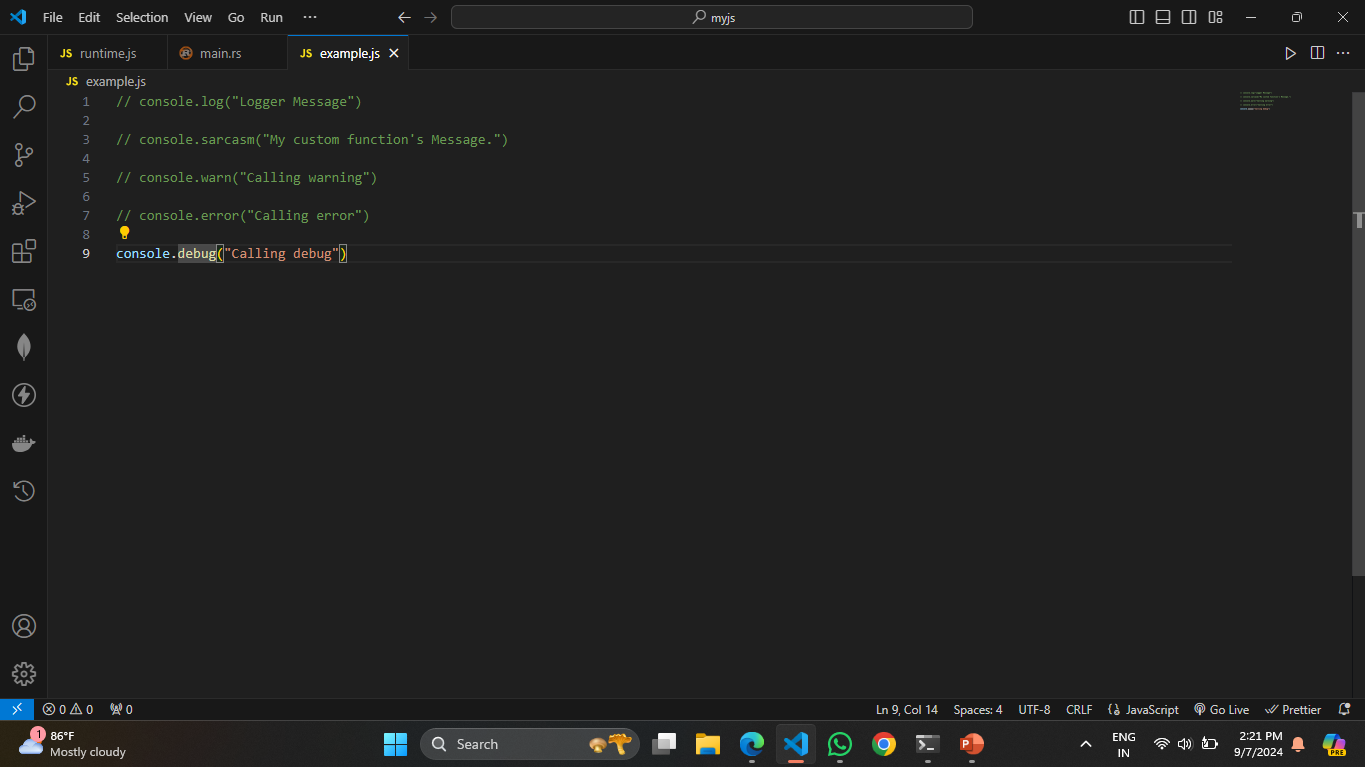 File Edit Selection View Go Run ··· myjs
JS runtime.js main.rs JS example.js
JS example.js
1 // console.log("Logger Message")
2
3 // console.sarcasm("My custom function's Message.")
4
5 // console.warn("Calling warning")
6
7 // console.error("Calling error")
8
9 console.debug("Calling debug")
0 0 0 Ln 9, Col 14 Spaces: 4 UTF-8 CRLF {} JavaScript Go Live Prettier
1 86°F
Mostly cloudy
Search
P
ENG
IN
2:21 PM
9/7/2024
PRE